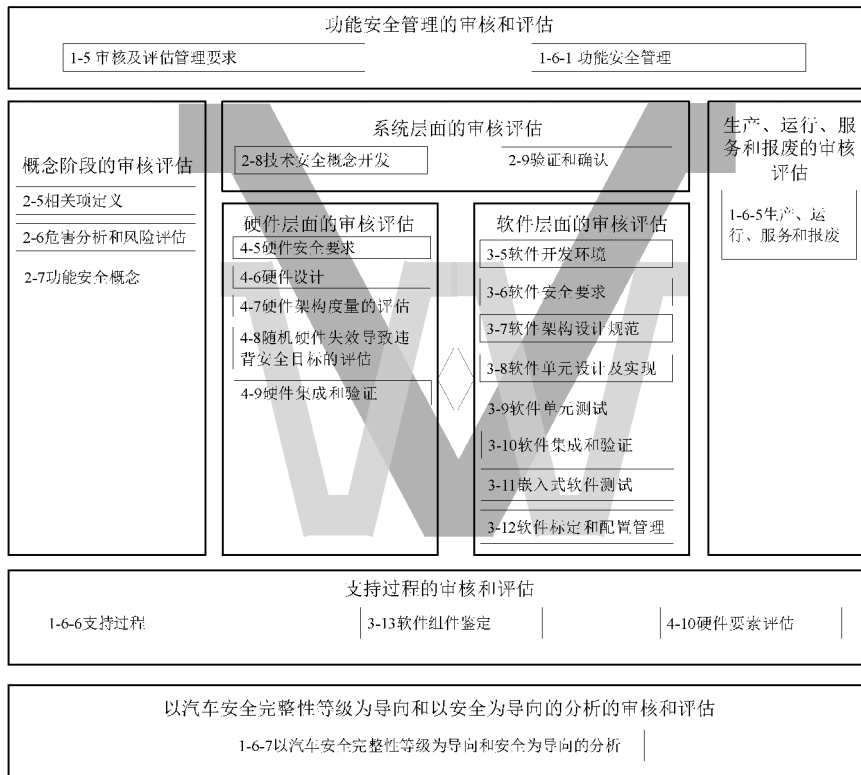 功能安全管理的审核和评估
1-5 审核及评估管理要求
1-6-1 功能安全管理
概念阶段的审核评估
2-5相关项定义
2-6危害分析和风险评估
2-7功能安全概念
系统层面的审核评估
2-8技术安全概念开发
2-9验证和确认
硬件层面的审核评估
4-5硬件安全要求
4-6硬件设计
4-7硬件架构度量的评估
4-8随机硬件失效导致违
背安全目标的评估
4-9硬件集成和验证
软件层面的审核评估
3-5软件开发环境
3-6软件安全要求
3-7软件架构设计规范
3-8软件单元设计及实现
3-9软件单元测试
3-10软件集成和验证
3-11嵌入式软件测试
3-12软件标定和配置管理
生产、运行、服
务和报废的审核
评估
1-6-5生产、运
行、服务和报废
支持过程的审核和评估
1-6-6支持过程
3-13软件组件鉴定
4-10硬件要素评估
以汽车安全完整性等级为导向和以安全为导向的分析的审核和评估
1-6-7以汽车安全完整性等级为导向和安全为导向的分析